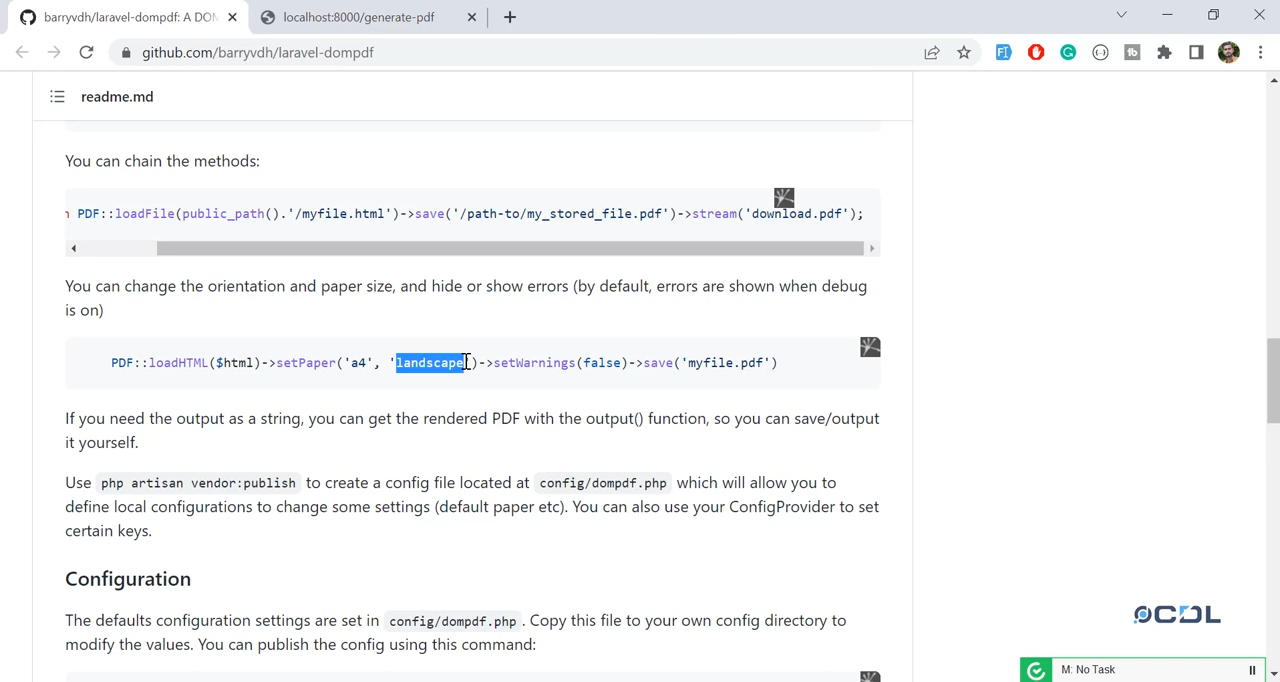 barryvdh/laravel-dompdf: A DOM
localhost:8000/generate-pdf
github.com/barryvdh/laravel-dompdf
readme.md
You can chain the methods:
PDF::loadFile(public_path().'/myfile.html')->save('/path-to/my_stored_file.pdf')->stream('download.pdf');
You can change the orientation and paper size, and hide or show errors (by default, errors are shown when debug
is on)
PDF::loadHTML($html)->setPaper('a4', 'landscape')->setWarnings(false)->save('myfile.pdf')
If you need the output as a string, you can get the rendered PDF with the output() function, so you can save/output
it yourself.
Use php artisan vendor:publish to create a config file located at config/dompdf.php which will allow you to
define local configurations to change some settings (default paper etc). You can also use your ConfigProvider to set
certain keys.
Configuration
The defaults configuration settings are set in config/dompdf.php . Copy this file to your own config directory to
modify the values. You can publish the config using this command:
CDL
M: No Task